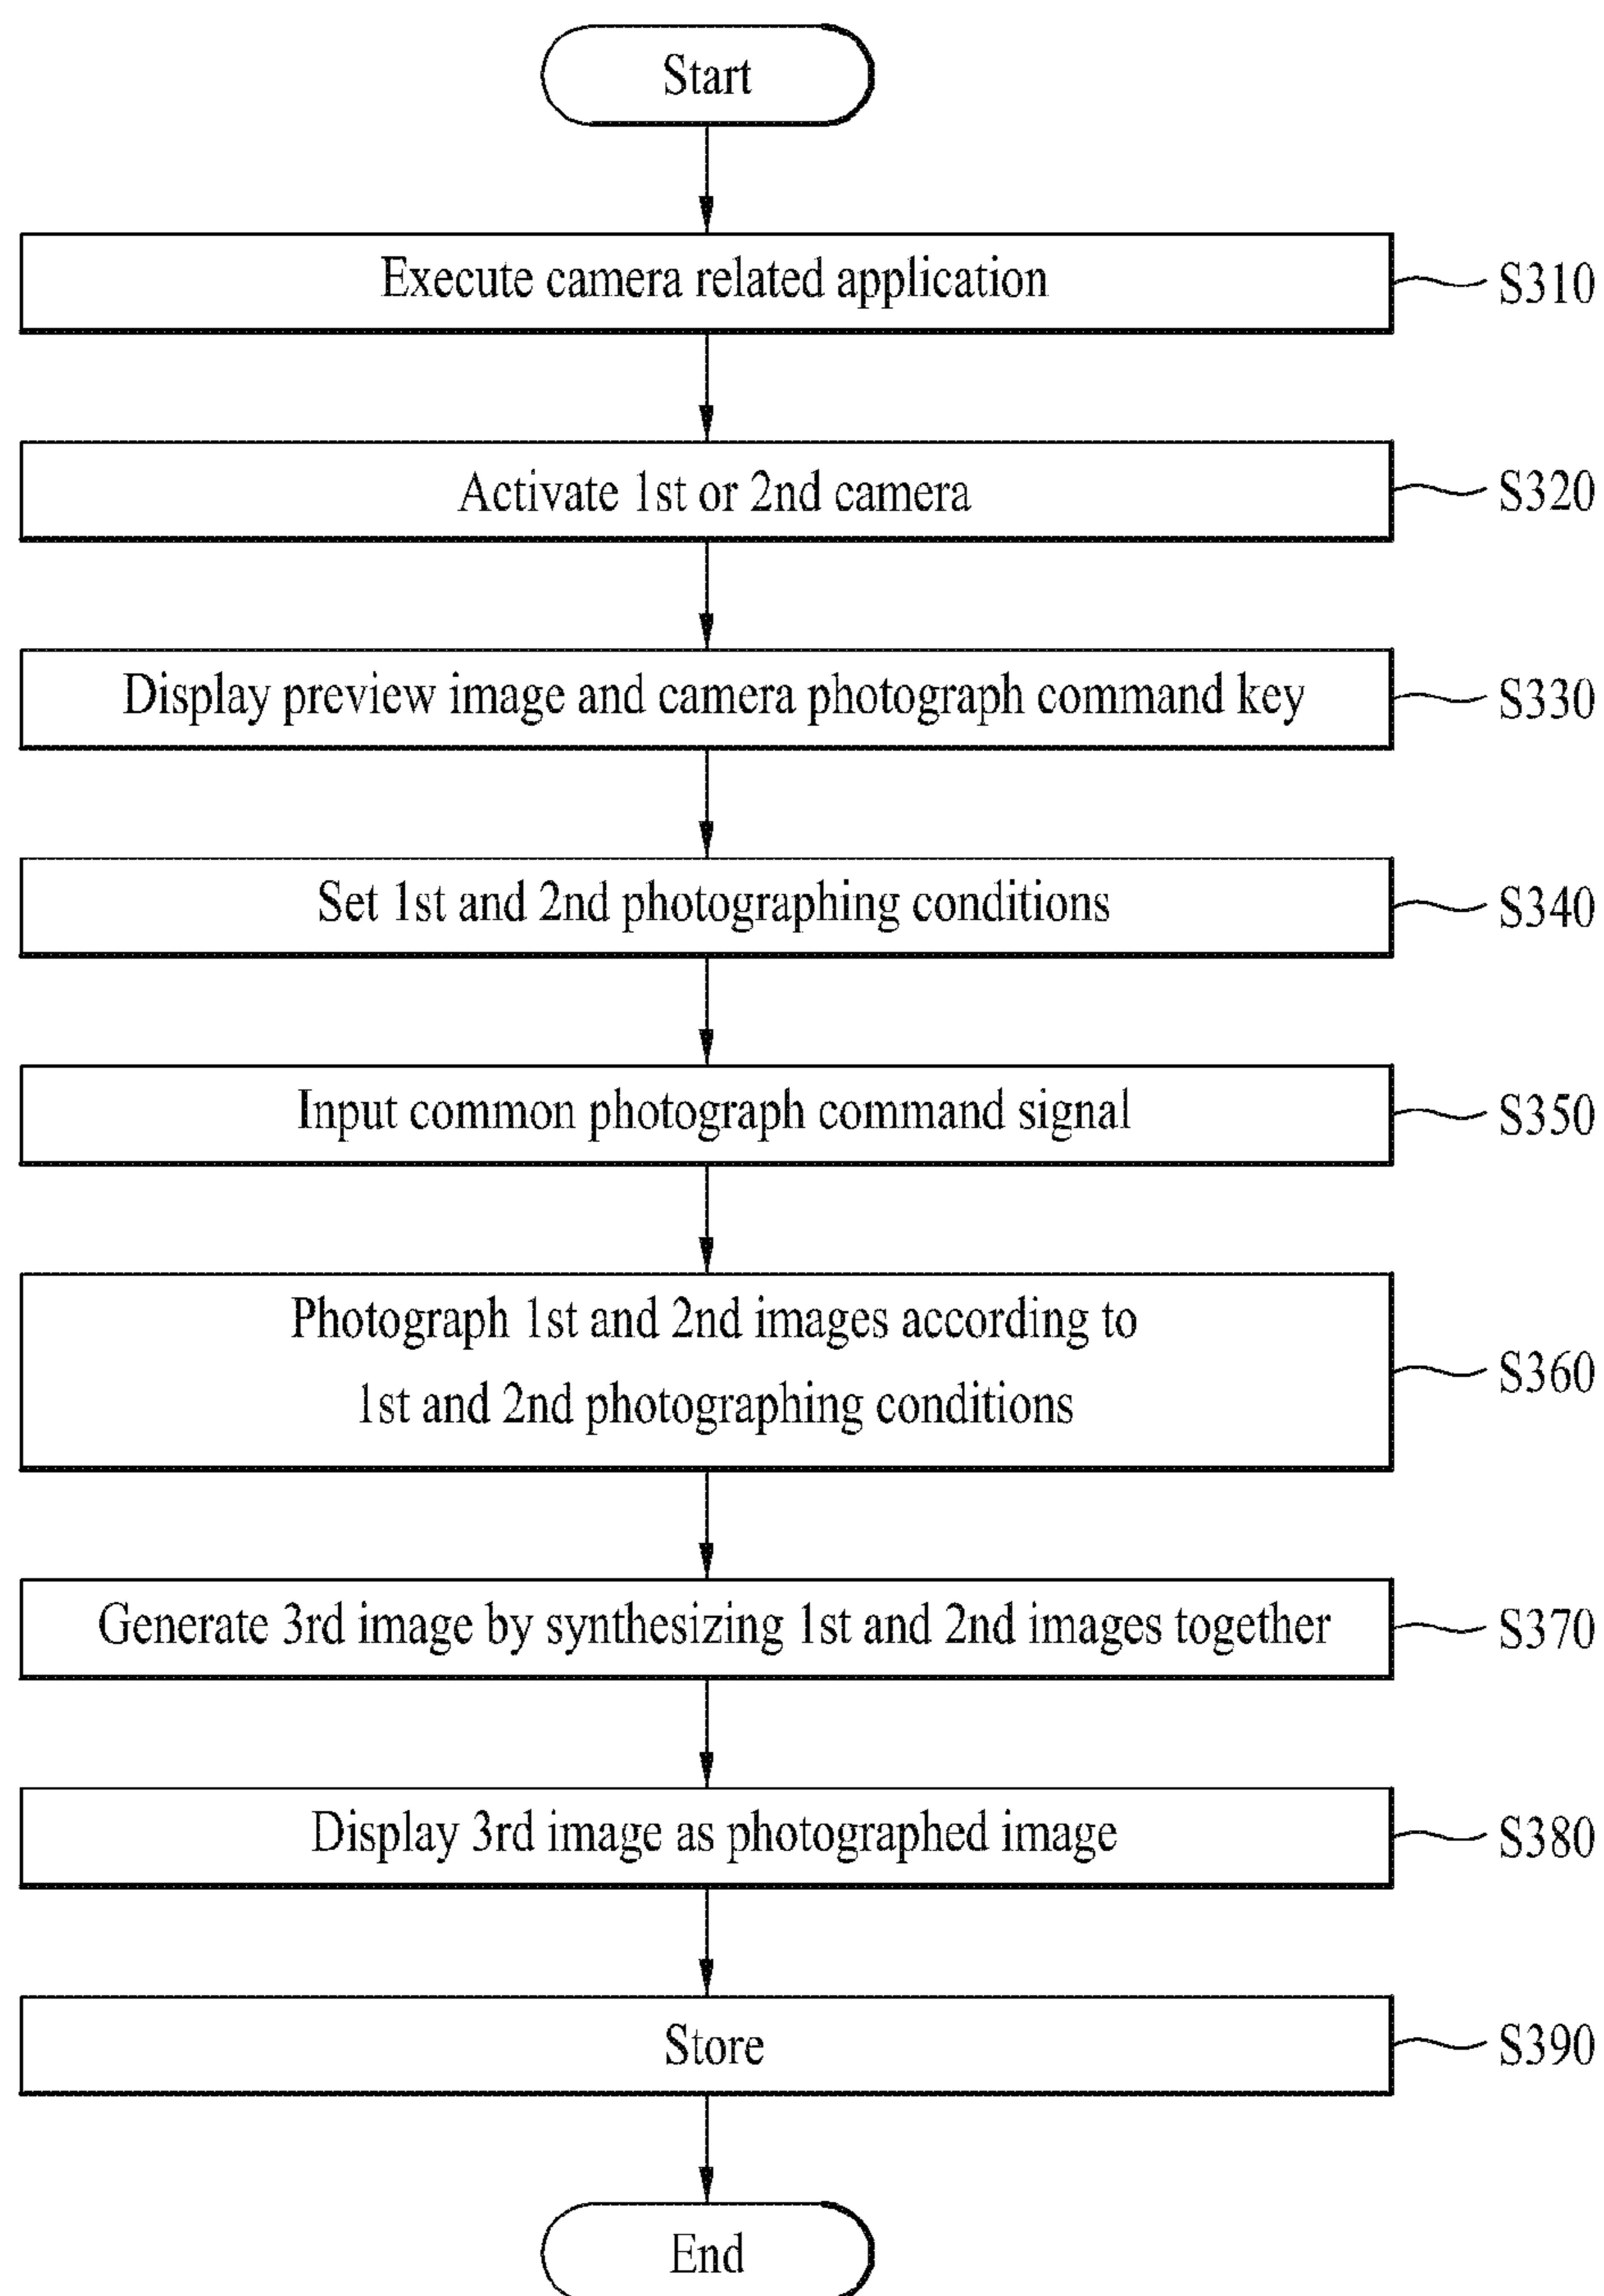 Start
Execute camera related application
S310
Activate 1st or 2nd camera
S320
Display preview image and camera photograph command key
S330
Set 1st and 2nd photographing conditions
S340
Input common photograph command signal
S350
Photograph 1st and 2nd images according to
1st and 2nd photographing conditions
S360
Generate 3rd image by synthesizing 1st and 2nd images together
S370
Display 3rd image as photographed image
S380
Store
S390
End